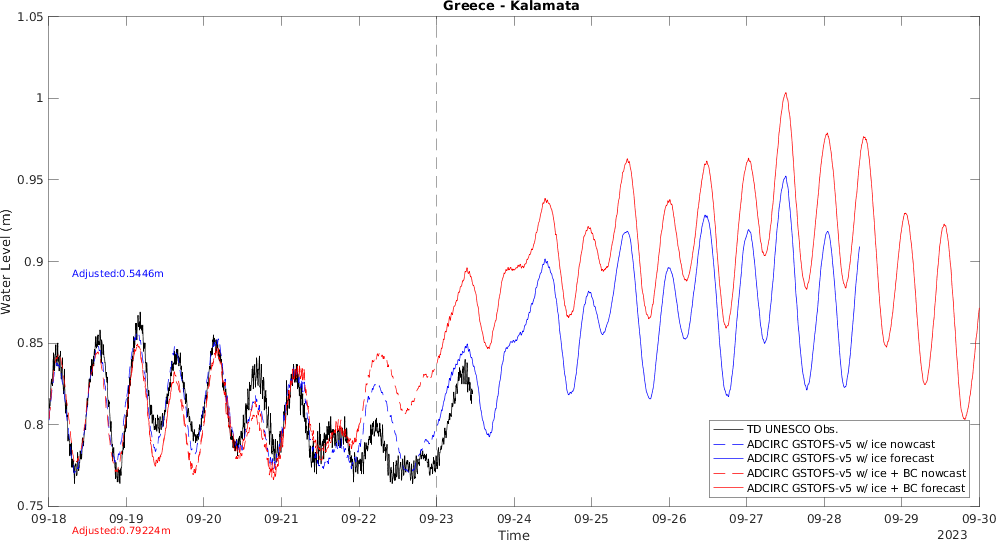 Greece - Kalamata
1.05
1
0.95
0.9
0.85
0.8
0.75
Water Level (m)
Adjusted:0.5446m
Adjusted:0.79224m
TD UNESCO Obs.
ADCIRC GSTOFS-v5 w/ ice nowcast
ADCIRC GSTOFS-v5 w/ ice forecast
ADCIRC GSTOFS-v5 w/ ice + BC nowcast
ADCIRC GSTOFS-v5 w/ ice + BC forecast
09-18 09-19 09-20 09-21 09-22 09-23 09-24 09-25 09-26 09-27 09-28 09-29 09-30
Time
2023